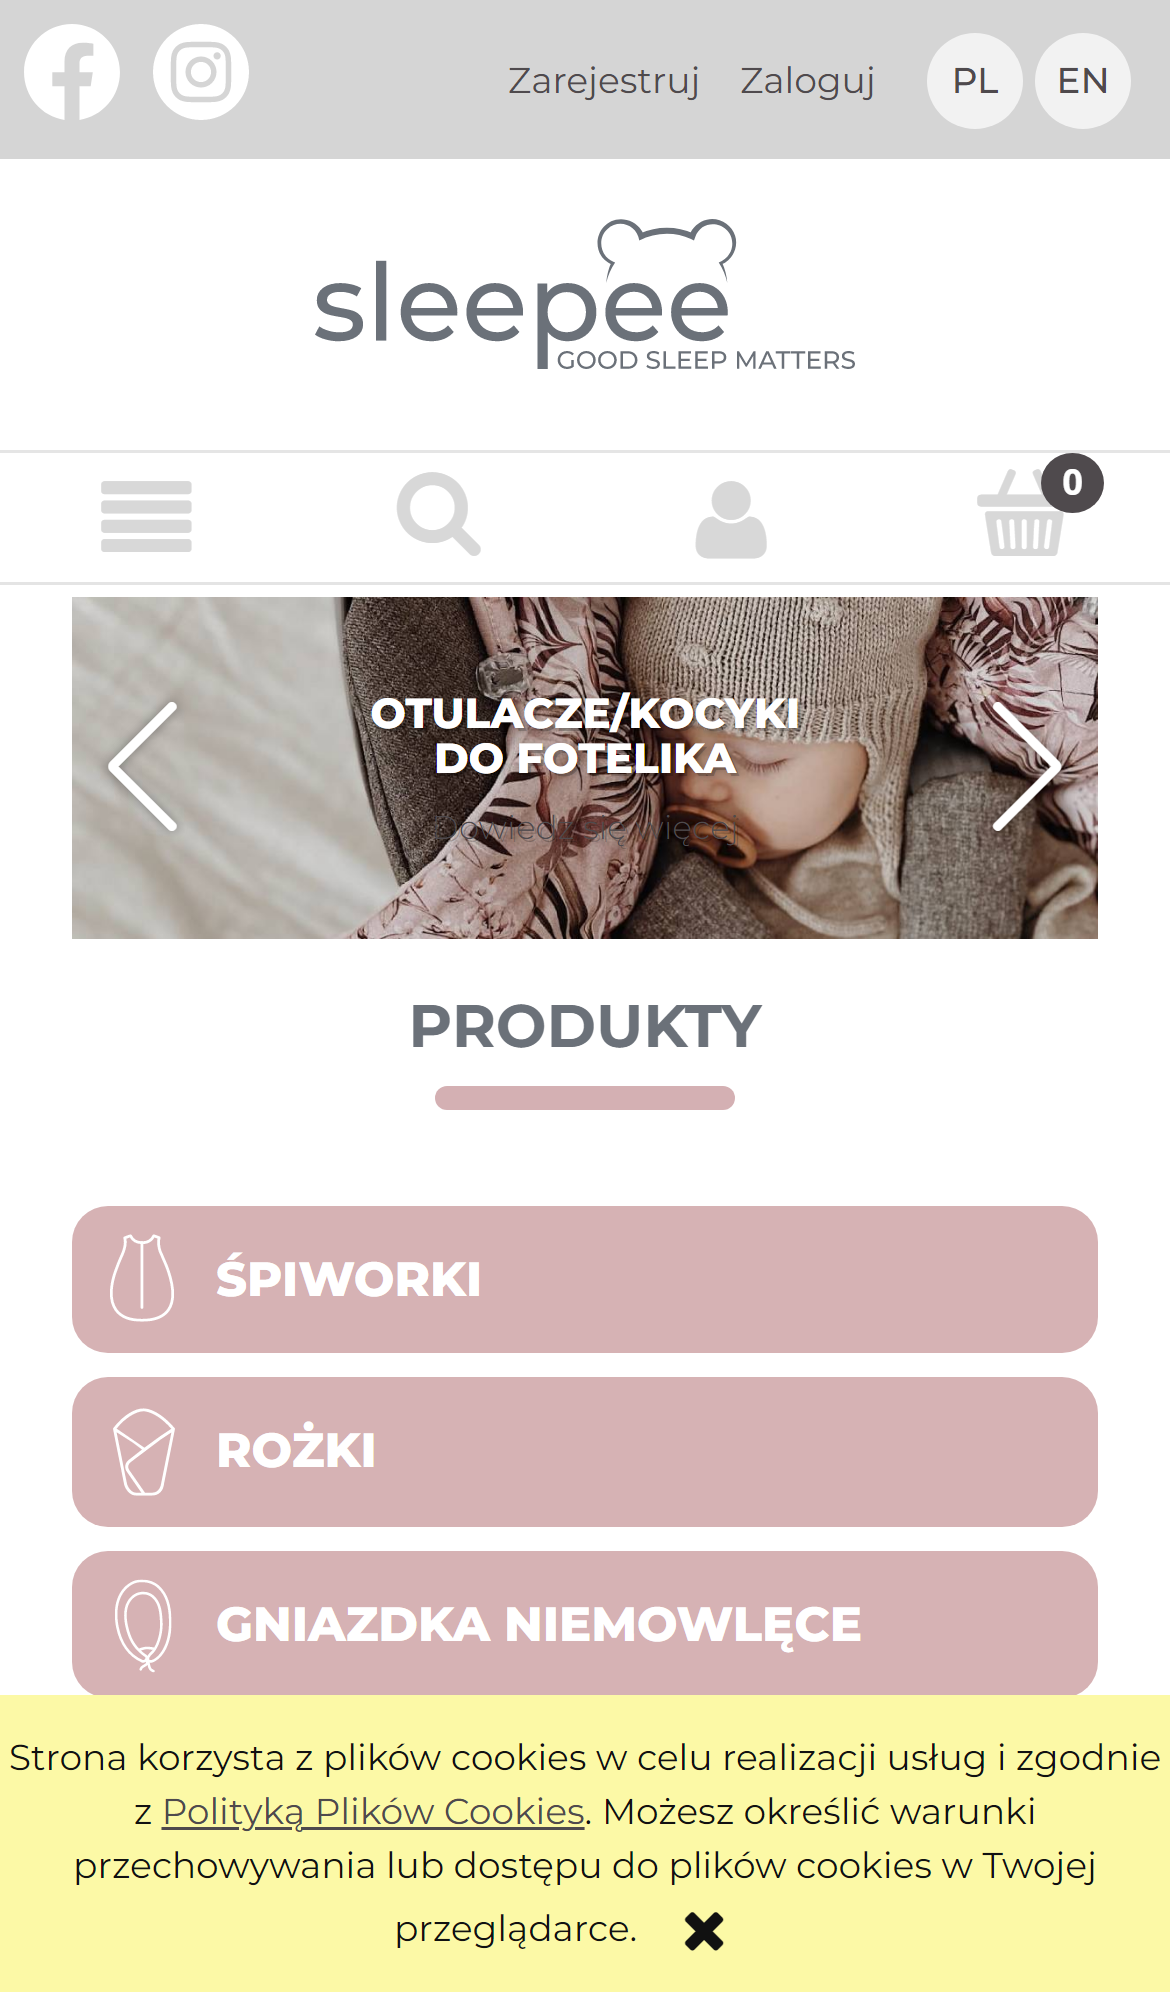 Zarejestruj Zaloguj PL EN
sleepee
GOOD SLEEP MATTERS
0
OTULACZE/KOCYKI
DO FOTELIKA
Dowiedz się więcej
PRODUKTY
ŚPIWORKI
ROŻKI
GNIAZDKA NIEMOWLĘCE
Strona korzysta z plików cookies w celu realizacji usług i zgodnie
z Polityką Plików Cookies. Możesz określić warunki
przechowywania lub dostępu do plików cookies w Twojej
przeglądarce.